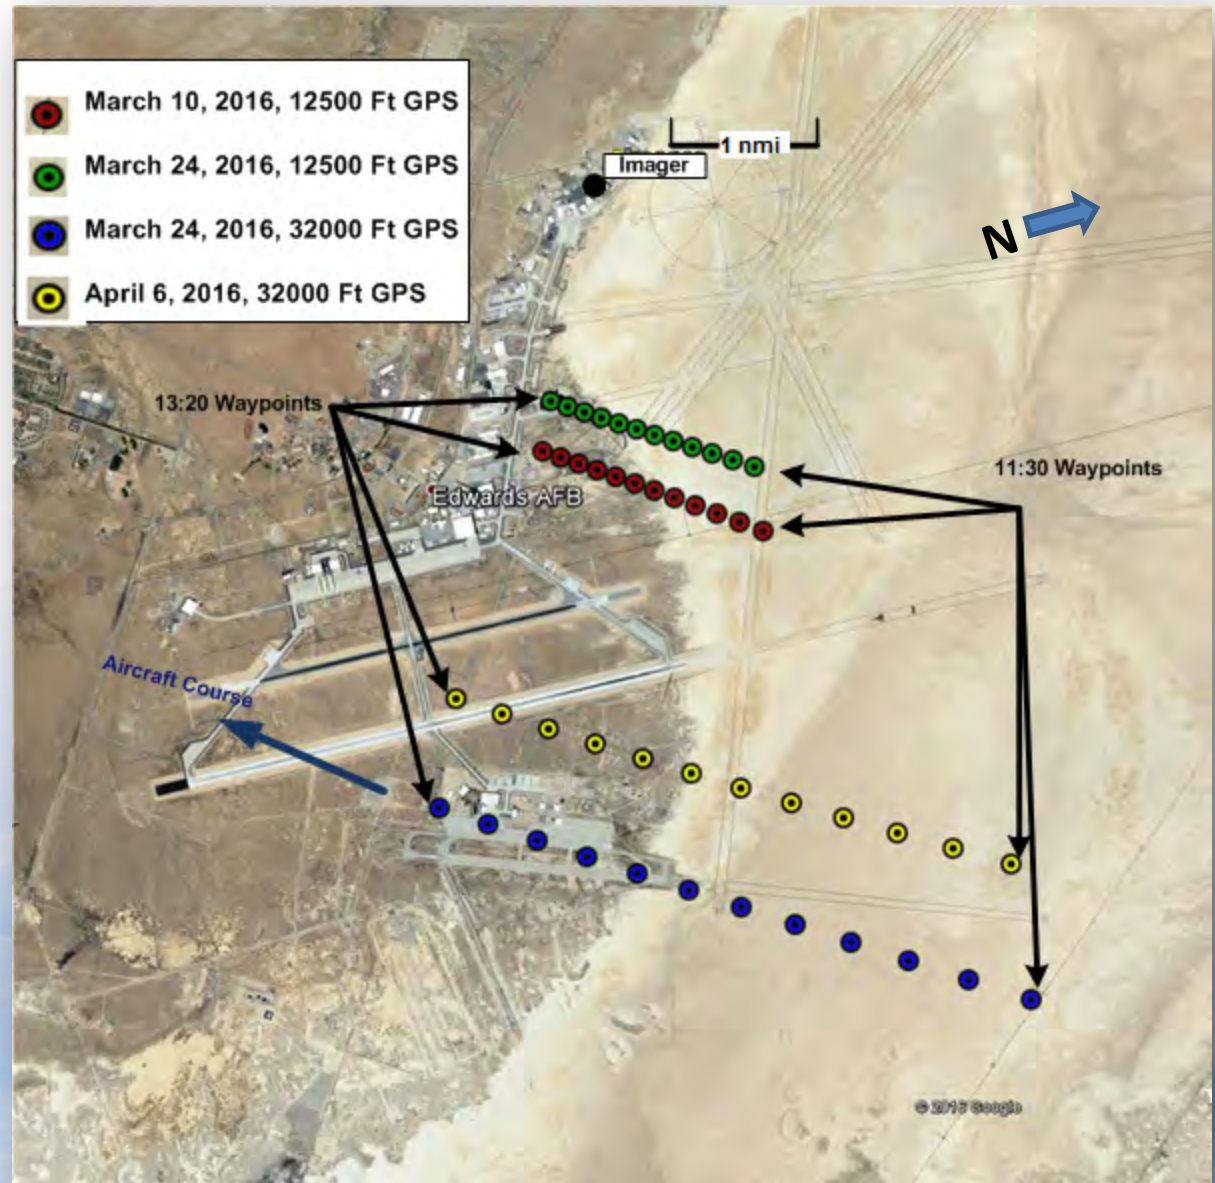 March 10, 2016, 12500 Ft GPS
March 24, 2016, 12500 Ft GPS
March 24, 2016, 32000 Ft GPS
April 6, 2016, 32000 Ft GPS
1 nmi
Imager
N
13:20 Waypoints
11:30 Waypoints
Edwards AFB
Aircraft Course
© 2016 Google